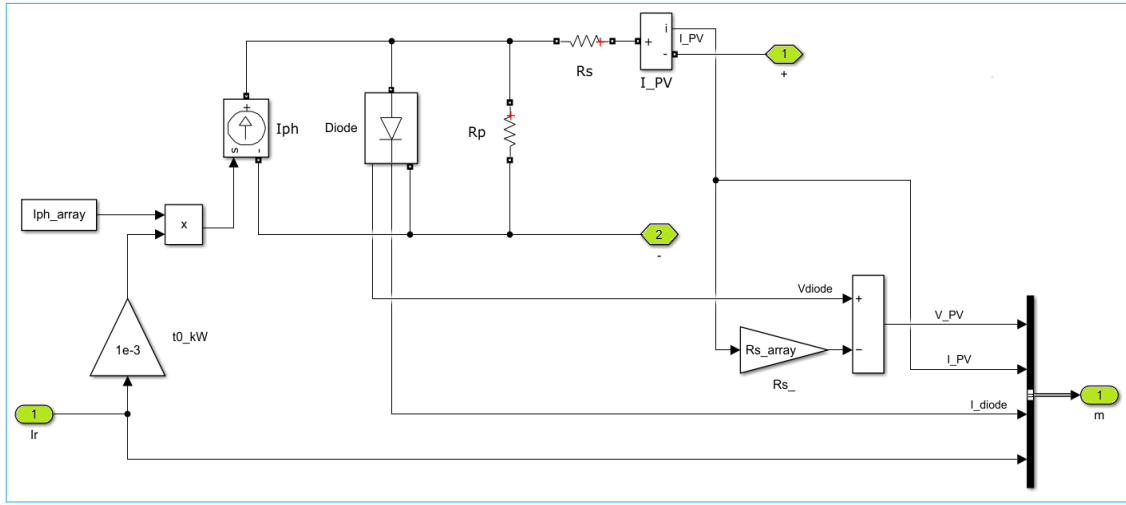 i
I_PV
+
-
1
+
Rs
I_PV
+
s
-
Iph
Diode
Rp
Iph_array
x
2
-
Vdiode
+
V_PV
t0_kW
1e-3
Rs_array
−
I_PV
Rs_
1
m
I_diode
1
Ir